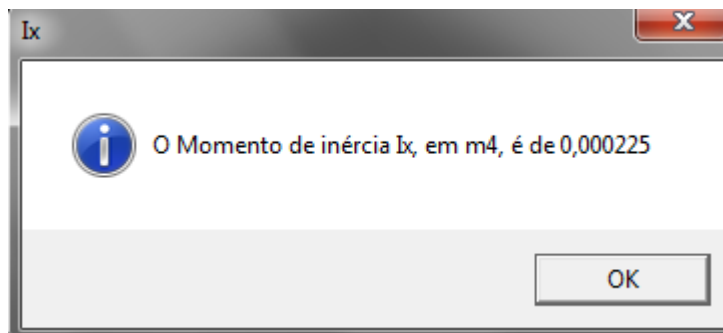 Ix
O Momento de inércia Ix, em m4, é de 0,000225
OK